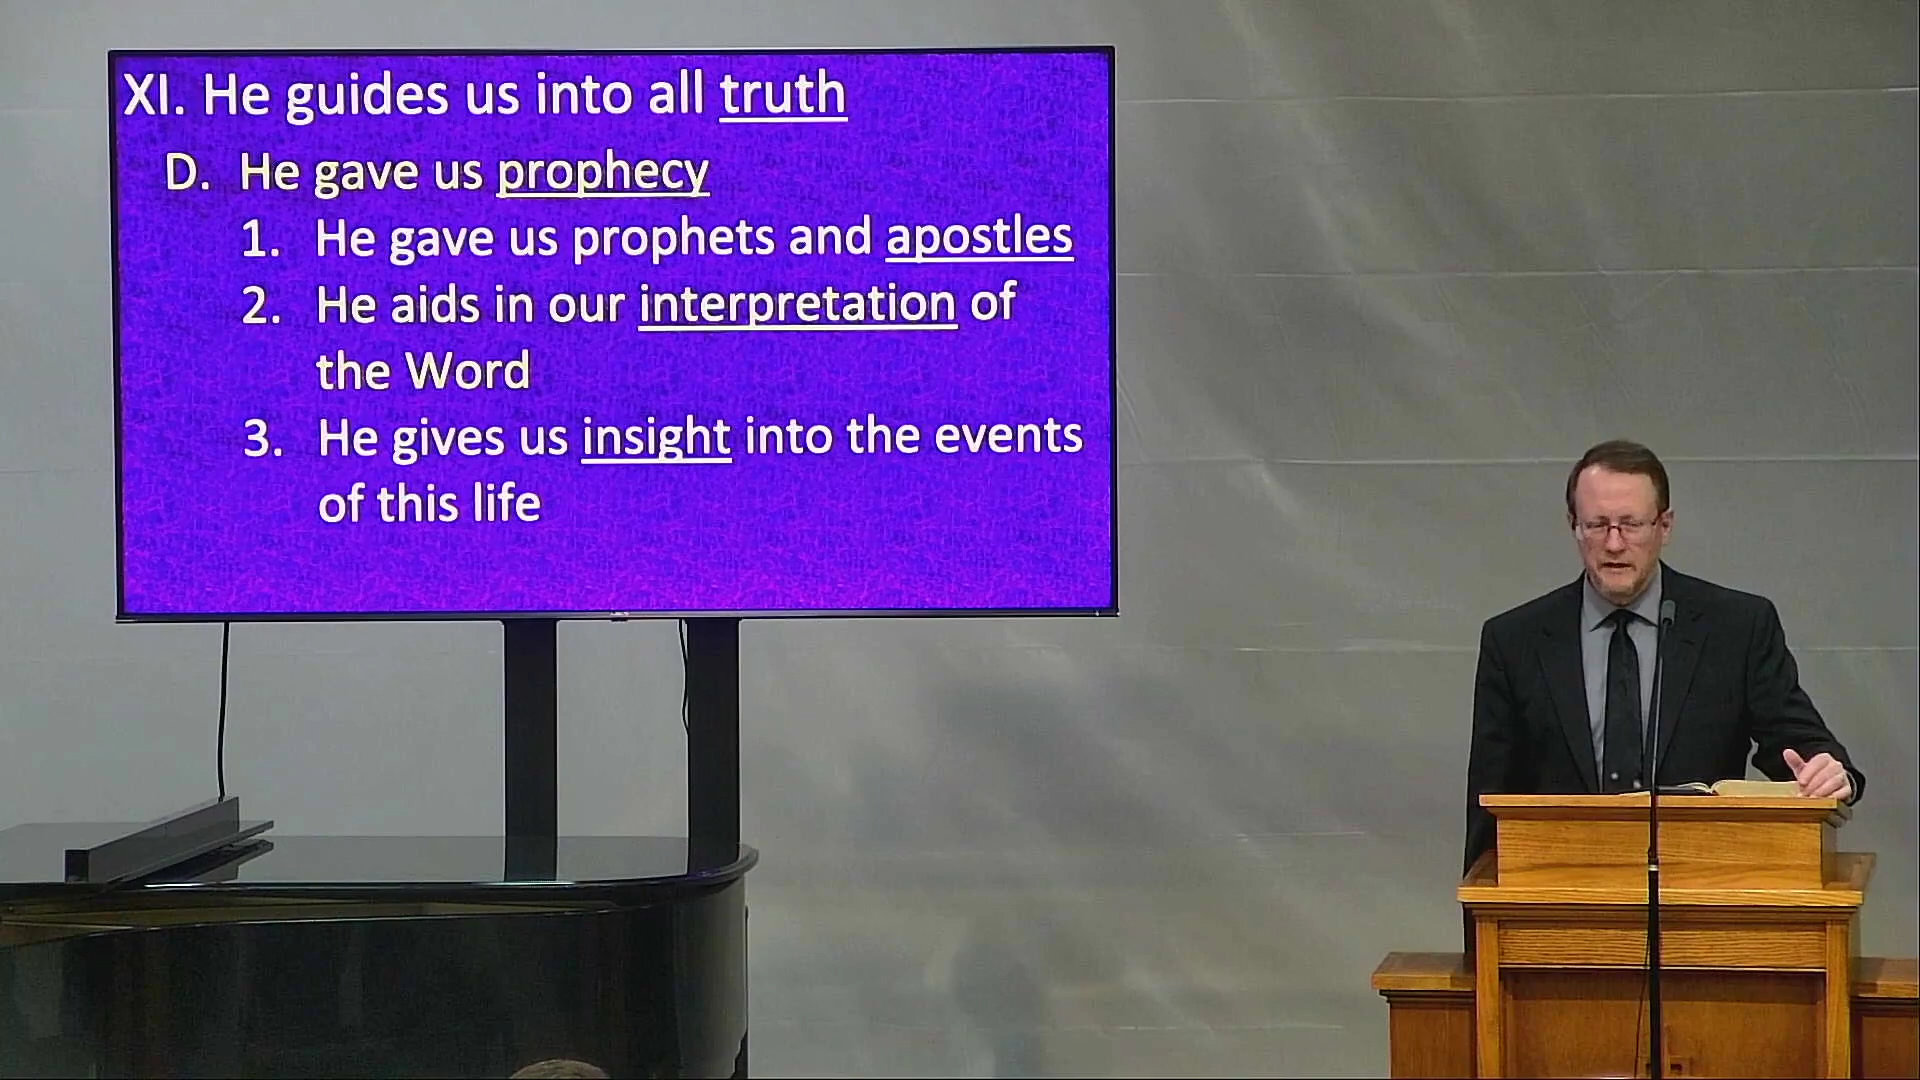 XI. He guides us into all truth
D. He gave us prophecy
1. He gave us prophets and apostles
2. He aids in our interpretation of
the Word
3. He gives us insight into the events
of this life